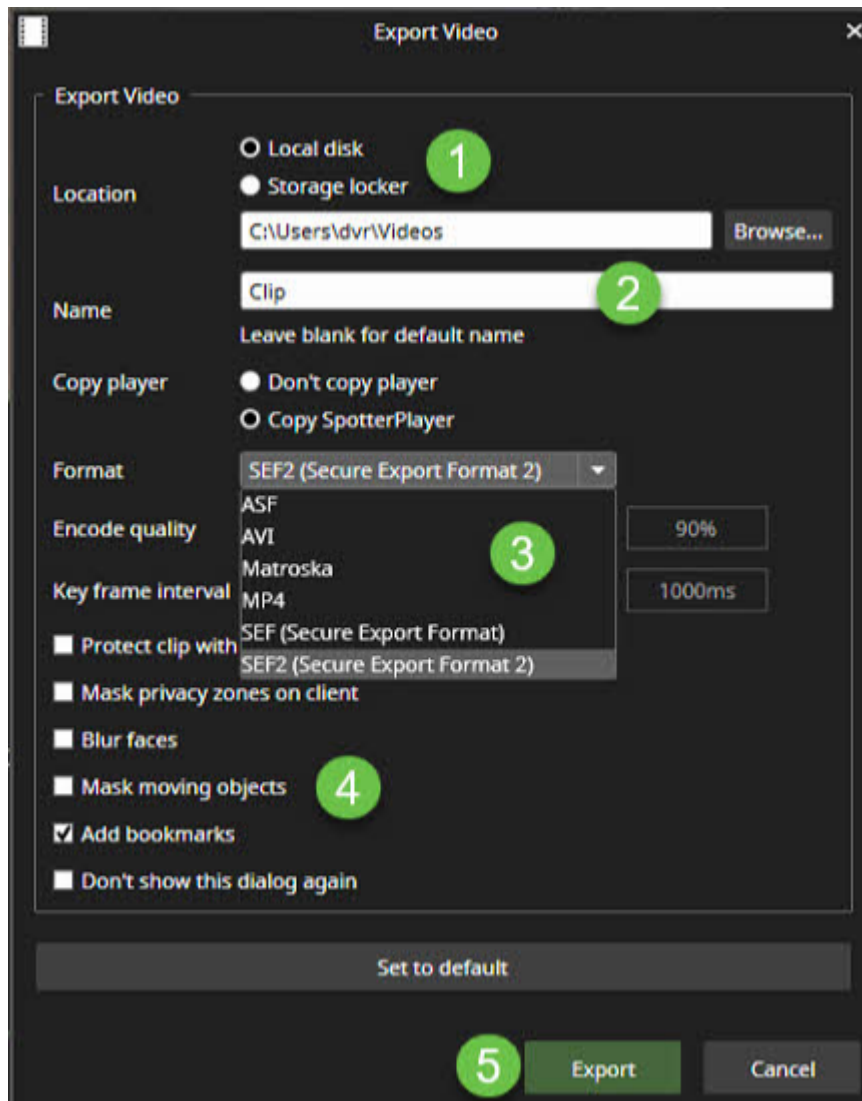 Export Video
Export Video
Local disk
1
Storage locker
Location
C:\Users\dvr\Videos
Browse...
Clip
2
Name
Leave blank for default name
Copy player
Don't copy player
Copy SpotterPlayer
Format
SEF2 (Secure Export Format 2)
ASF
Encode quality
AVI
3
90%
Matroska
Key frame interval
MP4
1000ms
SEF (Secure Export Format)
Protect clip with
SEF2 (Secure Export Format 2)
Mask privacy zones on client
Blur faces
Mask moving objects
4
Add bookmarks
Don't show this dialog again
Set to default
5
Export
Cancel